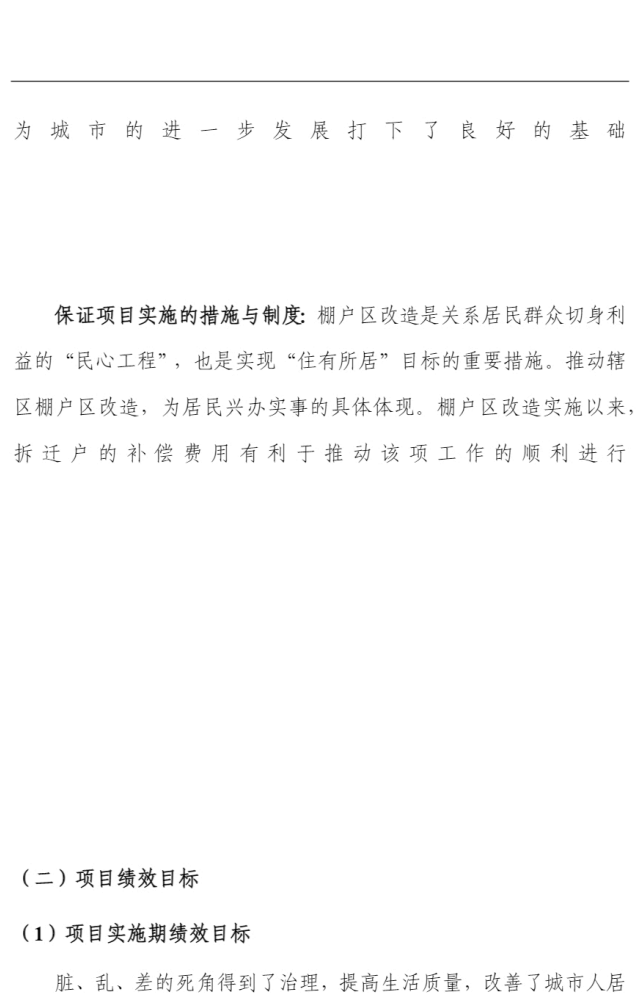 为城市的进一步发展打下了良好的基础
保证项目实施的措施与制度：棚户区改造是关系居民群众切身利
益的“民心工程”，也是实现“住有所居”目标的重要措施。推动辖
区棚户区改造，为居民兴办实事的具体体现。棚户区改造实施以来，
拆迁户的补偿费用有利于推动该项工作的顺利进行
（二）项目绩效目标
（1）项目实施期绩效目标
脏、乱、差的死角得到了治理，提高生活质量，改善了城市人居